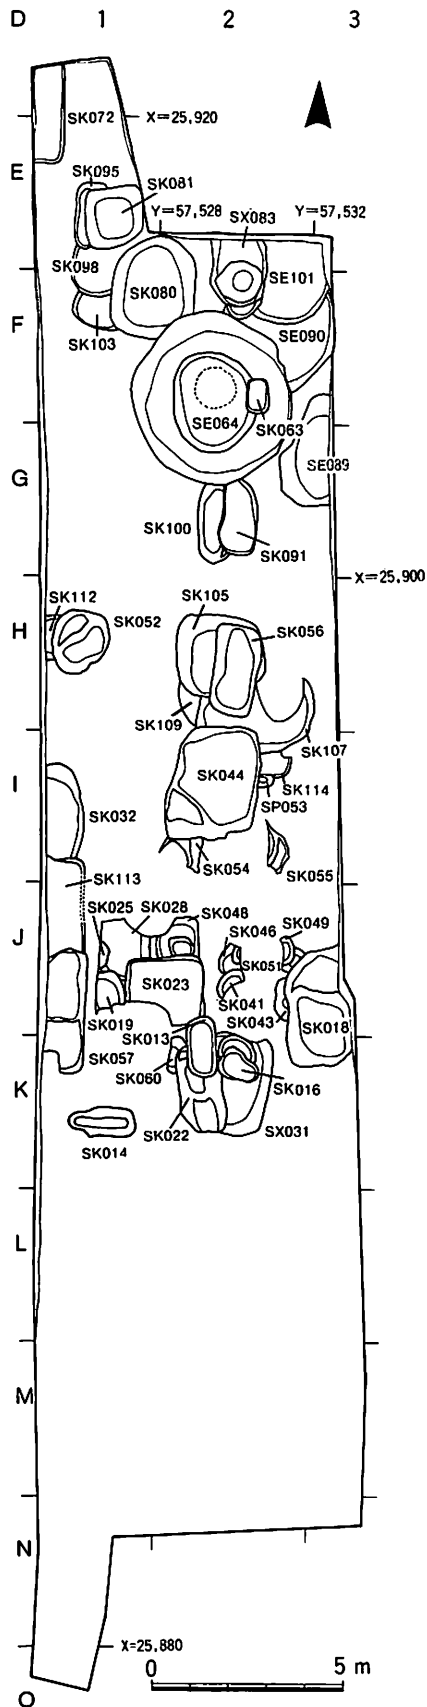 D 1 2 3
SK072 X=25,920
E
SK095
SK081
Y=57,528 SX083 Y=57,532
SK098
SK080
SE101
F
SK103
SE090
SE064 SK063
G
SE089
SK100
SK091
X=25,900
SK112
SK052
SK105
H
SK056
SK109
SK107
I
SK044
SK114
SP053
SK032
SK054
SK055
SK113
SK025 SK028 SK048
J
SK046 SK049
SK051
SK023
SK041
SK019
SK043
SK013
SK018
SK057
SK060
SK016
K
SK022
SX031
SK014
L
M
N
X=25,880
0 5 m
O